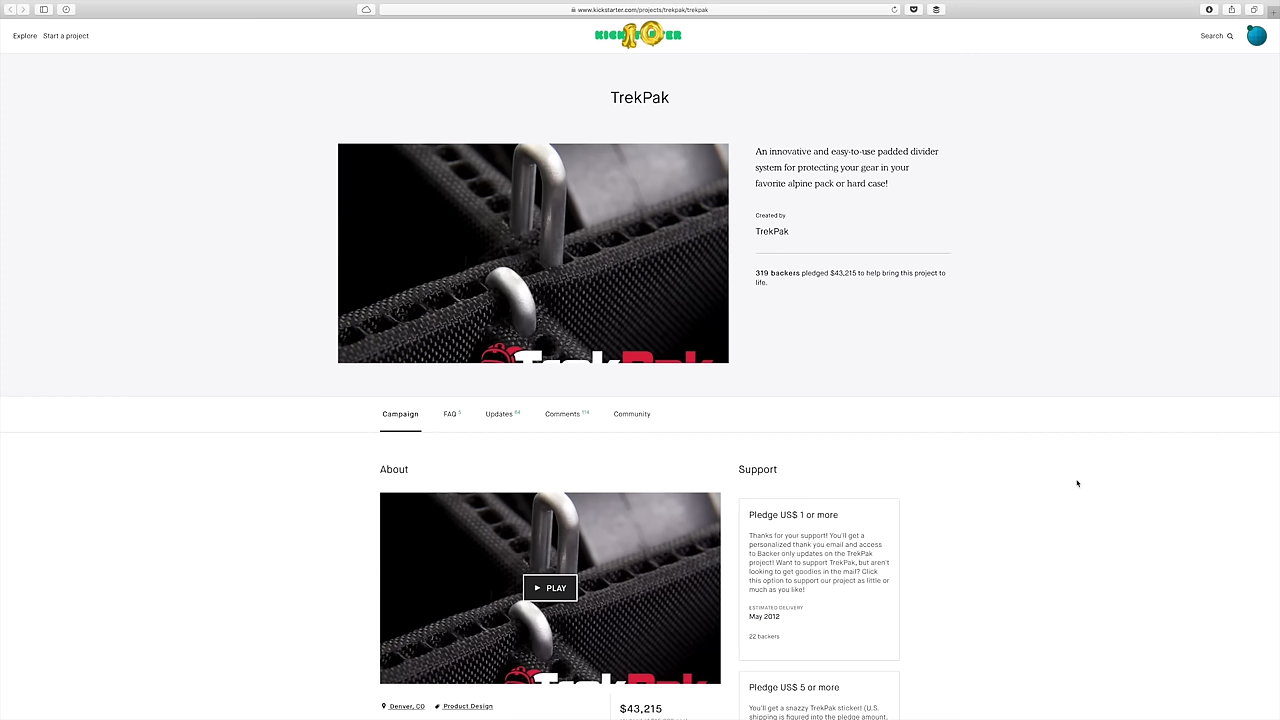 www.kickstarter.com/projects/trekpak/trekpak
Explore
Start a project
Search
TrekPak
An innovative and easy-to-use padded divider
system for protecting your gear in your
favorite alpine pack or hard case!
Created by
TrekPak
319 backers pledged $43,215 to help bring this project to
life.
TrekPak
Campaign
FAQ 5
Updates 64
Comments 114
Community
About
Support
PLAY
TrekPak
Denver, CO
Product Design
$43,215
Pledge US$ 1 or more
Thanks for your support! You'll get a
personalized thank you email and access
to Backer only updates on the TrekPak
project! Want to support TrekPak, but aren't
looking to get goodies in the mail? Click
this option to support our project as little or
much as you like!
ESTIMATED DELIVERY
May 2012
22 backers
Pledge US$ 5 or more
You'll get a snazzy TrekPak sticker! (U.S.
shipping is figured into the pledge amount,